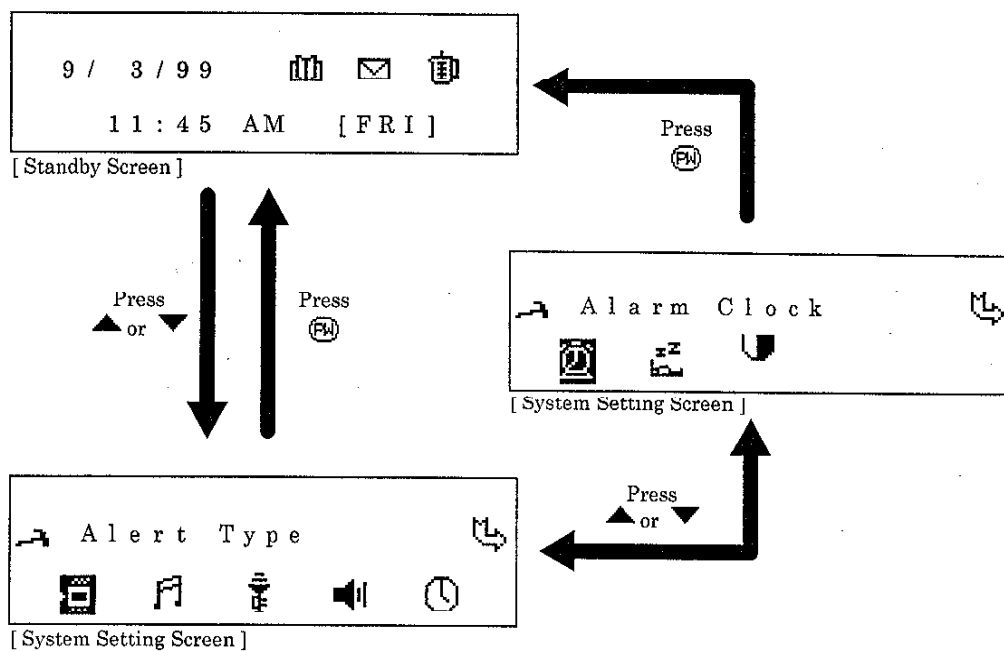 9 / 3 / 99
11 : 45 AM [ FRI ]
[ Standby Screen ]
Press
PW
Press
▲ or ▼
Press
PW
Alarm Clock
[ System Setting Screen ]
Press
▲ or ▼
Alert Type
[ System Setting Screen ]